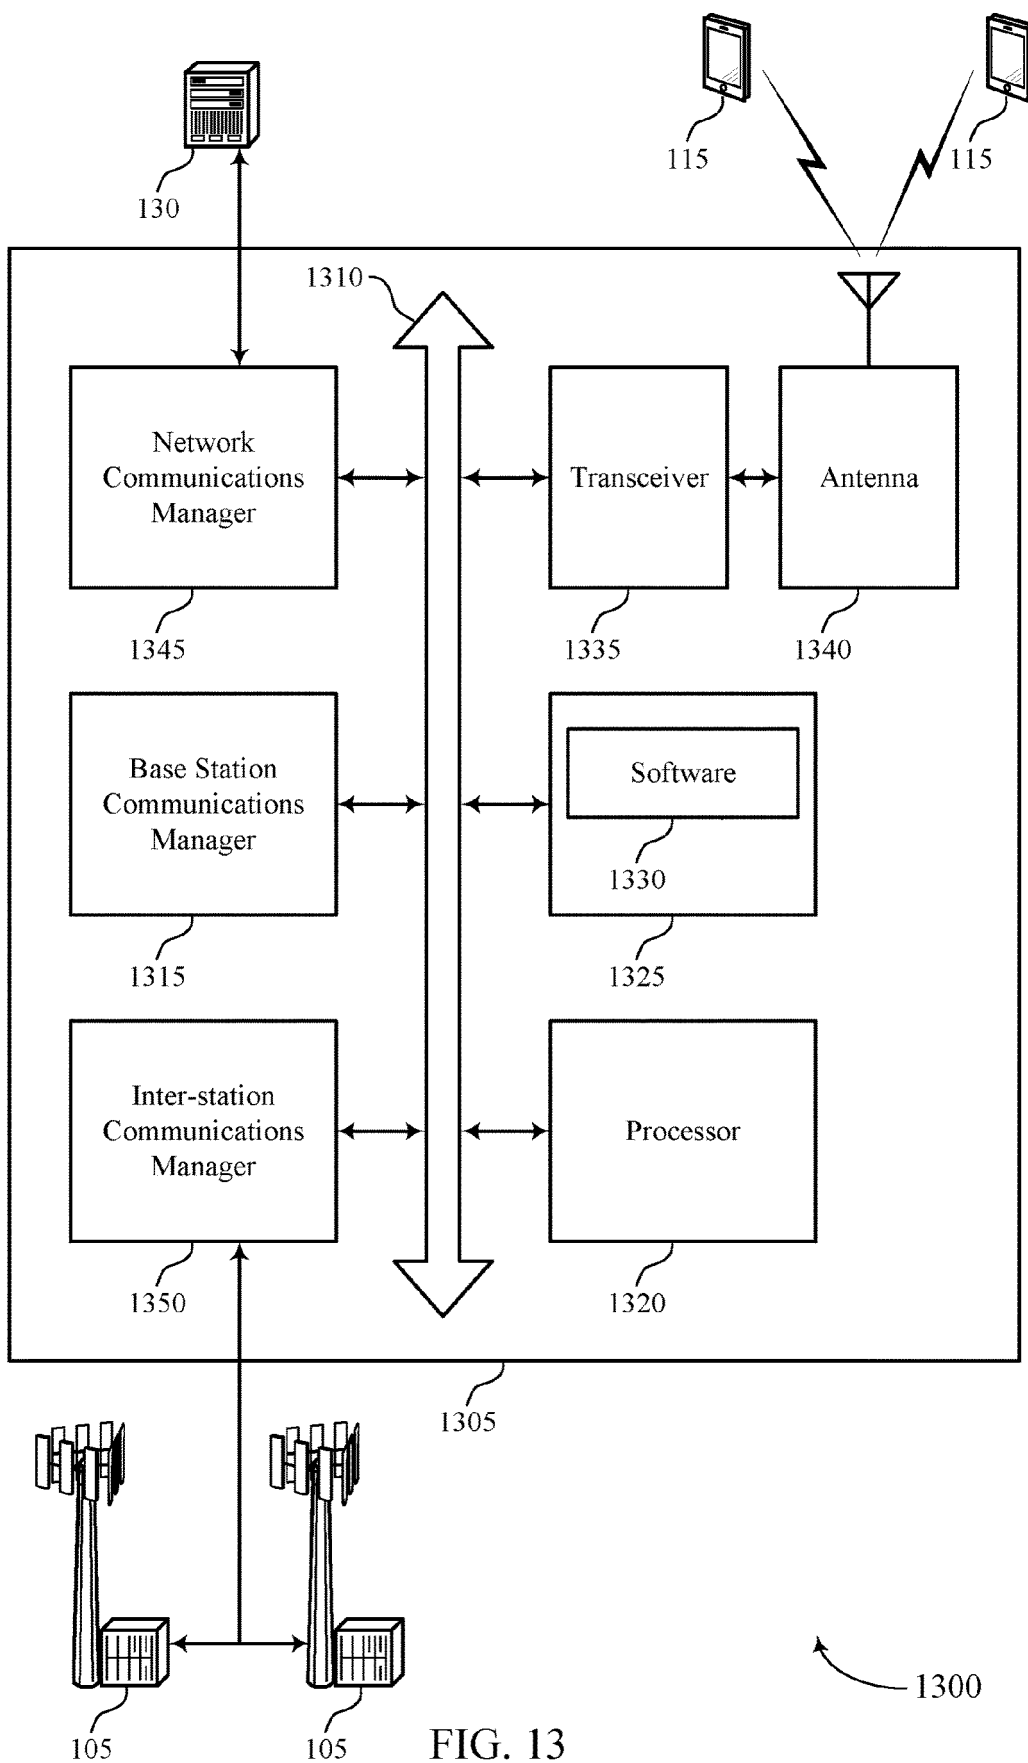 130
115
115
1310
Network
Communications
Manager
Transceiver
Antenna
1345
1335
1340
Base Station
Communications
Manager
Software
1330
1315
1325
Inter-station
Communications
Manager
Processor
1350
1320
1305
1300
105
105
FIG. 13